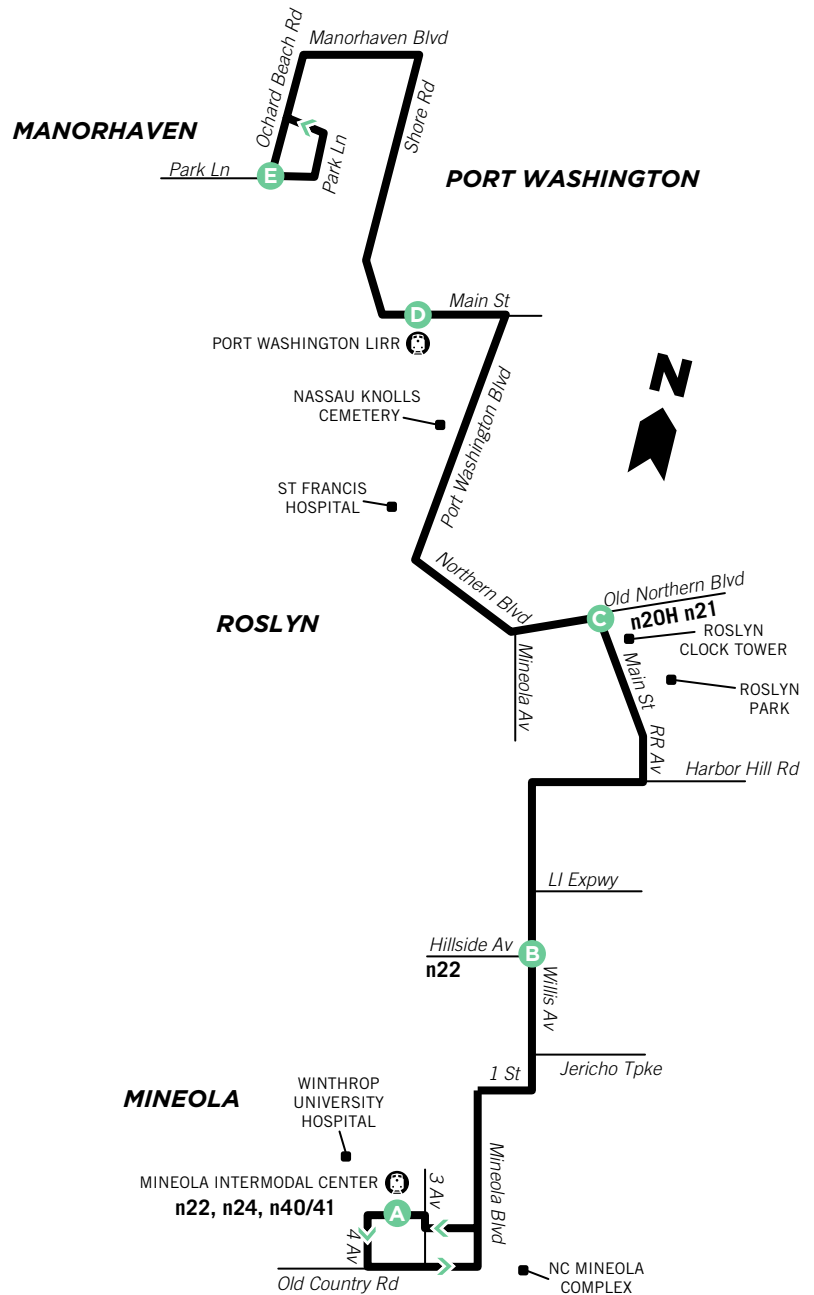 Manorhaven Blvd
Ochard Beach Rd
Shore Rd
MANORHAVEN
Park Ln
Park Ln
E
PORT WASHINGTON
Main St
D
PORT WASHINGTON LIRR
N
NASSAU KNOLLS
CEMETERY
Port Washington Blvd
ST FRANCIS
HOSPITAL
Northern Blvd
Old Northern Blvd
C
n20H n21
ROSLYN
ROSLYN
CLOCK TOWER
Mineola Av
Main St
ROSLYN
PARK
RR Av
Harbor Hill Rd
LI Expwy
Hillside Av
B
n22
Willis Av
Jericho Tpke
1 St
MINEOLA
WINTHROP
UNIVERSITY
HOSPITAL
Mineola Blvd
MINEOLA INTERMODAL CENTER
3 Av
n22, n24, n40/41
A
4 Av
Old Country Rd
NC MINEOLA
COMPLEX